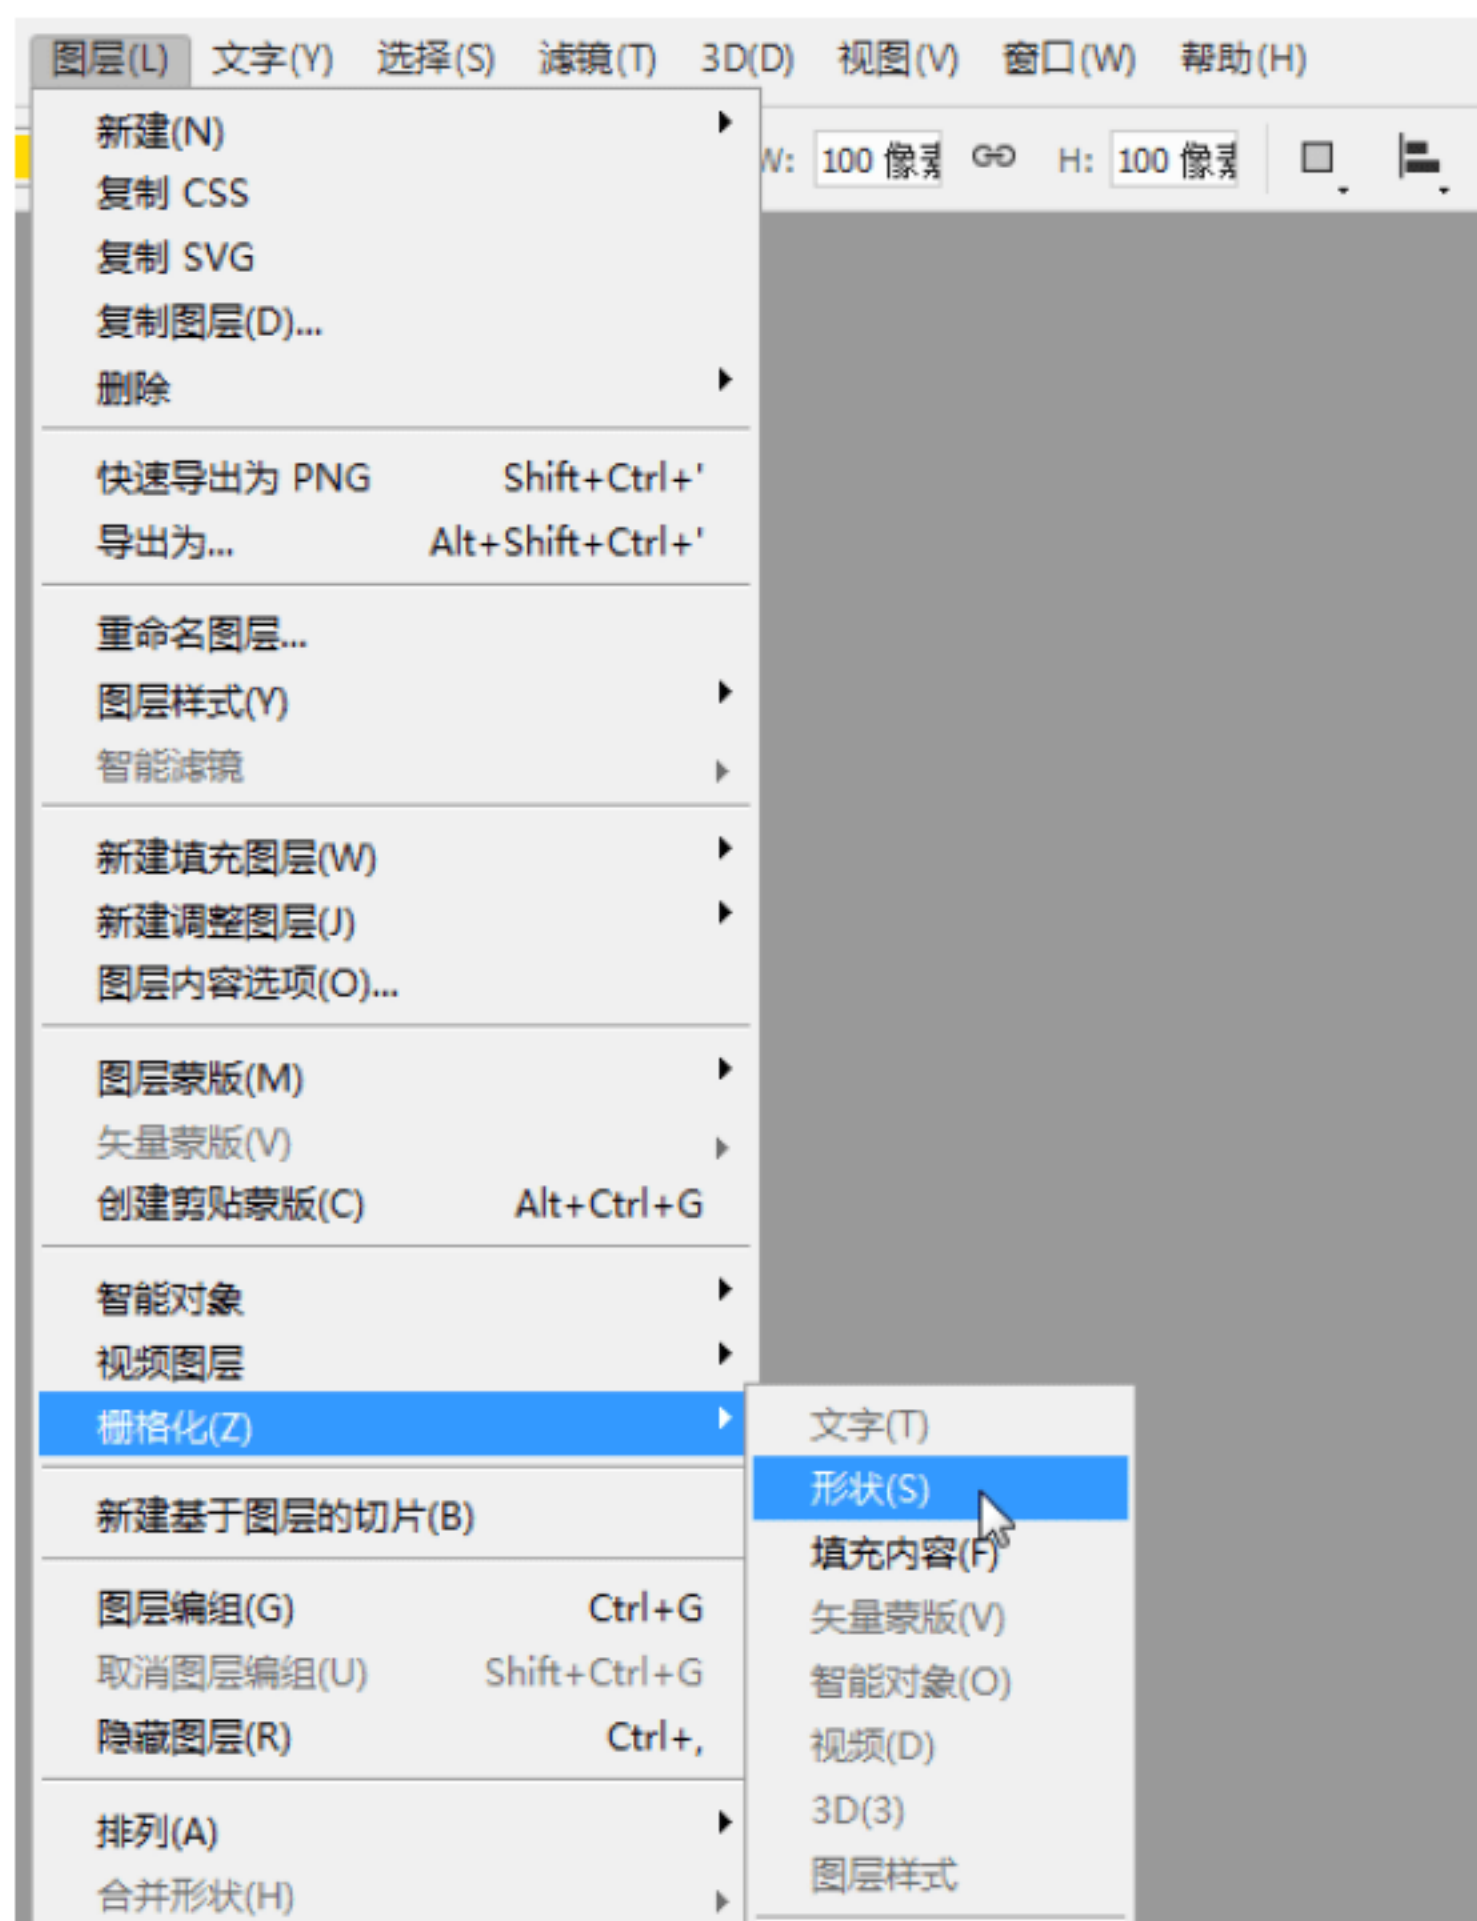 图层(L) 文字(Y) 选择(S) 滤镜(T) 3D(D) 视图(V) 窗口(W) 帮助(H)
W: 100 像素 H: 100 像素
新建(N)
复制 CSS
复制 SVG
复制图层(D)...
删除
快速导出为 PNG Shift+Ctrl+'
导出为... Alt+Shift+Ctrl+'
重命名图层...
图层样式(Y)
智能滤镜
新建填充图层(W)
新建调整图层(J)
图层内容选项(O)...
图层蒙版(M)
矢量蒙版(V)
创建剪贴蒙版(C) Alt+Ctrl+G
智能对象
视频图层
栅格化(Z)
新建基于图层的切片(B)
图层编组(G) Ctrl+G
取消图层编组(U) Shift+Ctrl+G
隐藏图层(R) Ctrl+,
排列(A)
合并形状(H)
文字(T)
形状(S)
填充内容(F)
矢量蒙版(V)
智能对象(O)
视频(D)
3D(3)
图层样式